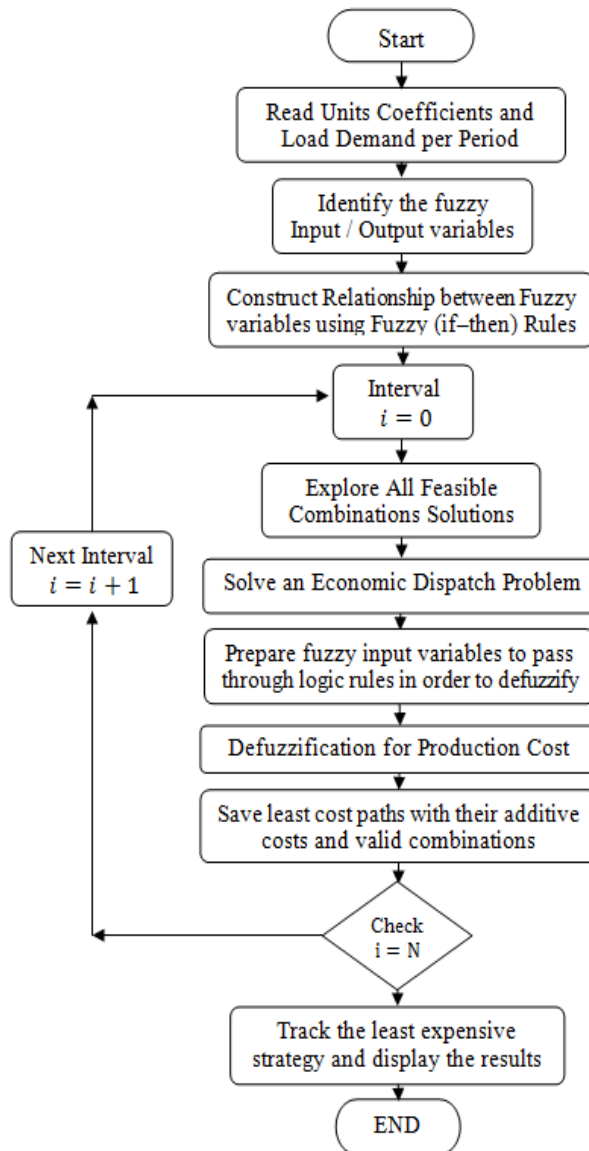 Start
Read Units Coefficients and
Load Demand per Period
Identify the fuzzy
Input / Output variables
Construct Relationship between Fuzzy
variables using Fuzzy (if–then) Rules
Interval
i = 0
Explore All Feasible
Combinations Solutions
Next Interval
i = i + 1
Solve an Economic Dispatch Problem
Prepare fuzzy input variables to pass
through logic rules in order to defuzzify
Defuzzification for Production Cost
Save least cost paths with their additive
costs and valid combinations
Check
i = N
Track the least expensive
strategy and display the results
END